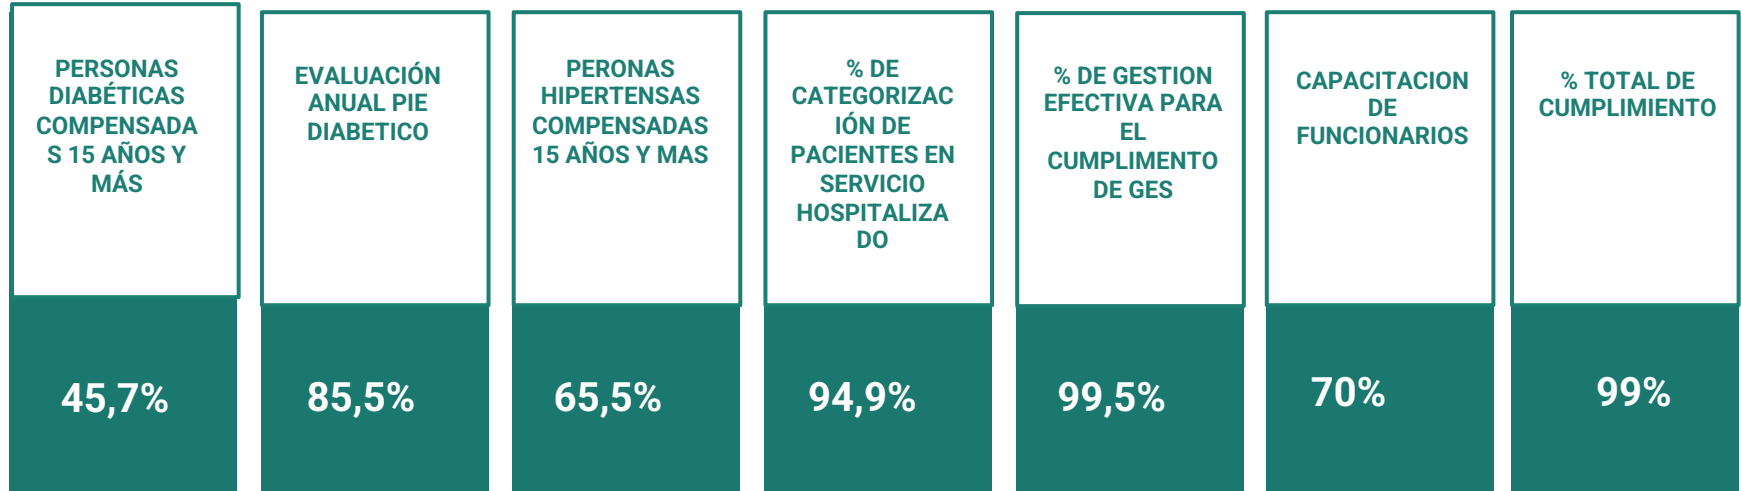 PERSONAS
DIABÉTICAS
COMPENSADA
S 15 AÑOS Y
MÁS
45,7%
EVALUACIÓN
ANUAL PIE
DIABETICO
85,5%
PERONAS
HIPERTENSAS
COMPENSADAS
15 AÑOS Y MAS
65,5%
% DE
CATEGORIZAC
IÓN DE
PACIENTES EN
SERVICIO
HOSPITALIZA
DO
94,9%
% DE GESTION
EFECTIVA PARA
EL
CUMPLIMENTO
DE GES
99,5%
CAPACITACION
DE
FUNCIONARIOS
70%
% TOTAL DE
CUMPLIMIENTO
99%